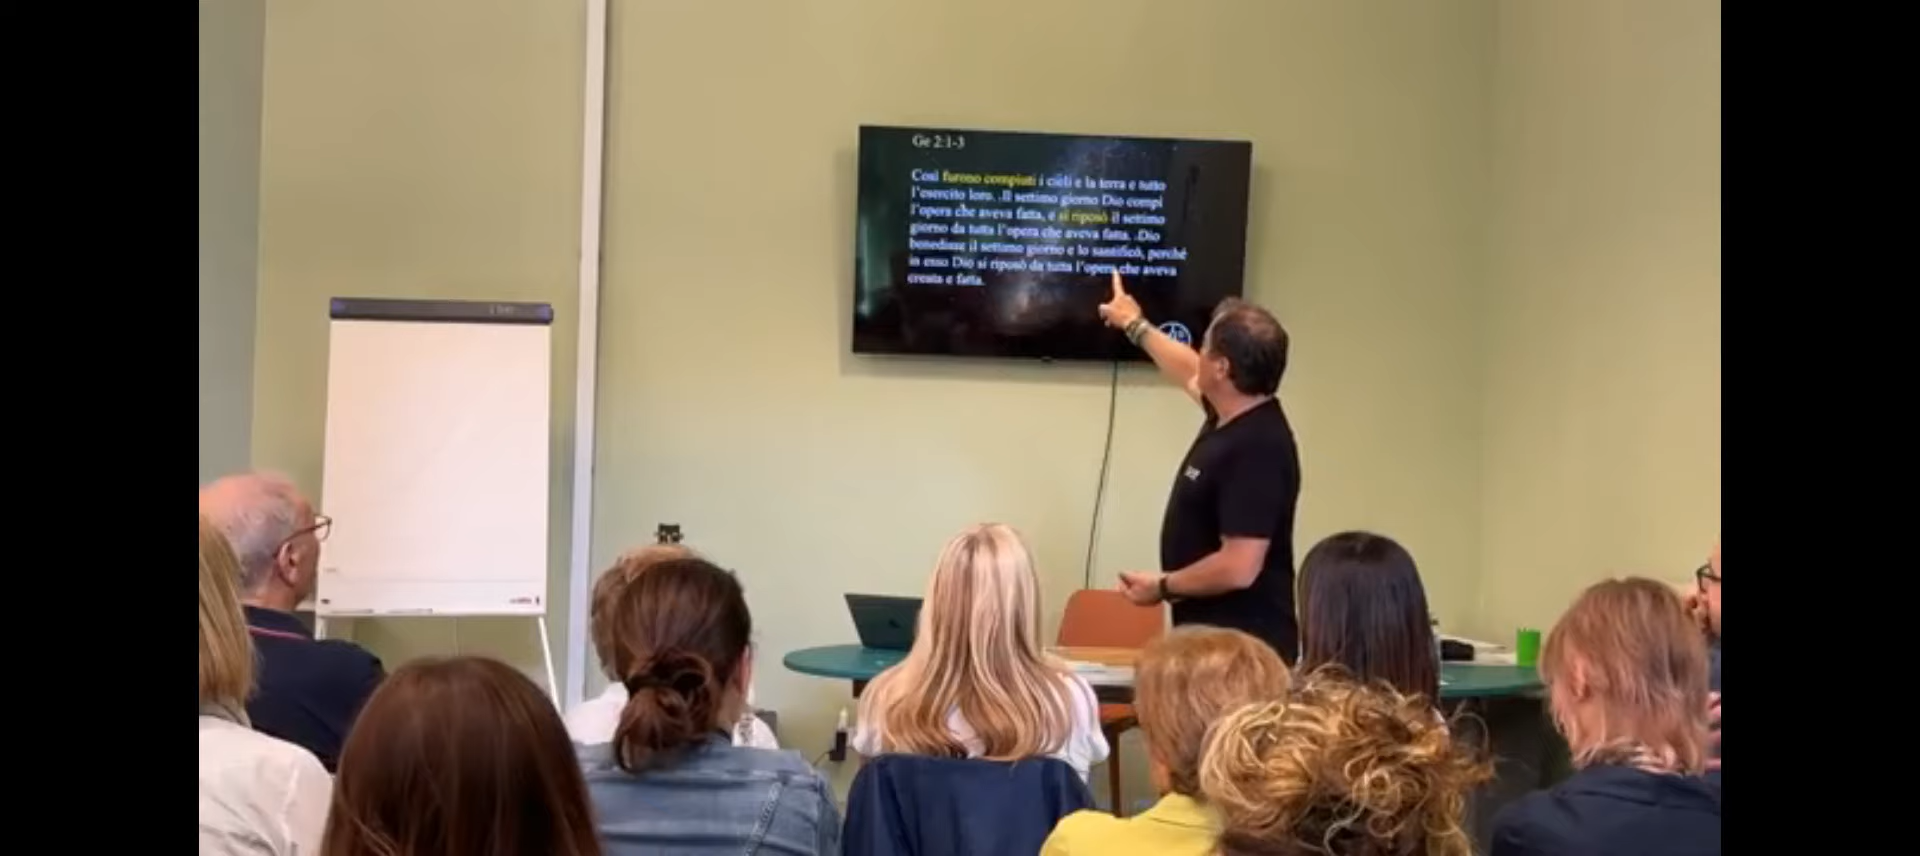 Ge 2:1-3
Così furono compiuti i cieli e la terra e tutto
l'esercito loro. .Il settimo giorno Dio compì
l'opera che aveva fatta, e si riposò il settimo
giorno da tutta l'opera che aveva fatta. .Dio
benedisse il settimo giorno e lo santificò, perché
in esso Dio si riposò da tutta l'opera che aveva
creata e fatta.